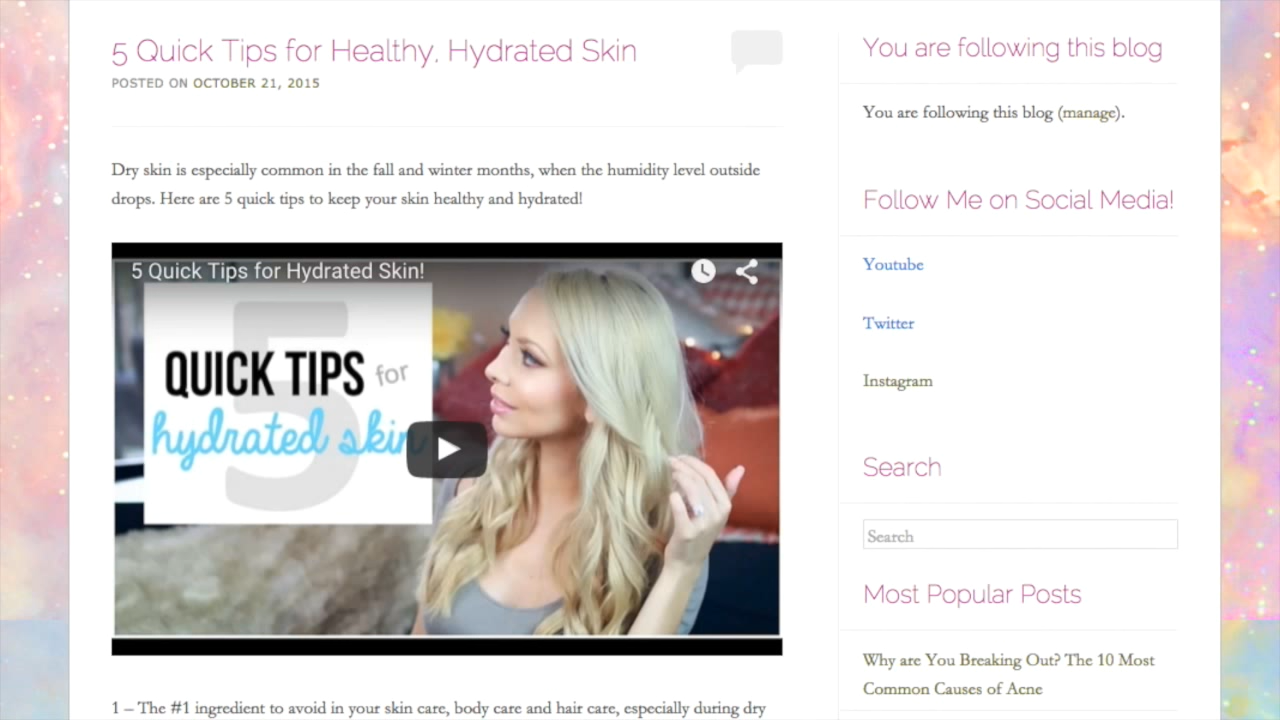 5 Quick Tips for Healthy, Hydrated Skin
POSTED ON OCTOBER 21, 2015
Dry skin is especially common in the fall and winter months, when the humidity level outside
drops. Here are 5 quick tips to keep your skin healthy and hydrated!
5 Quick Tips for Hydrated Skin!
5
QUICK TIPS for
hydrated skin
1 – The #1 ingredient to avoid in your skin care, body care and hair care, especially during dry
You are following this blog
You are following this blog (manage).
Follow Me on Social Media!
Youtube
Twitter
Instagram
Search
Search
Most Popular Posts
Why are You Breaking Out? The 10 Most
Common Causes of Acne